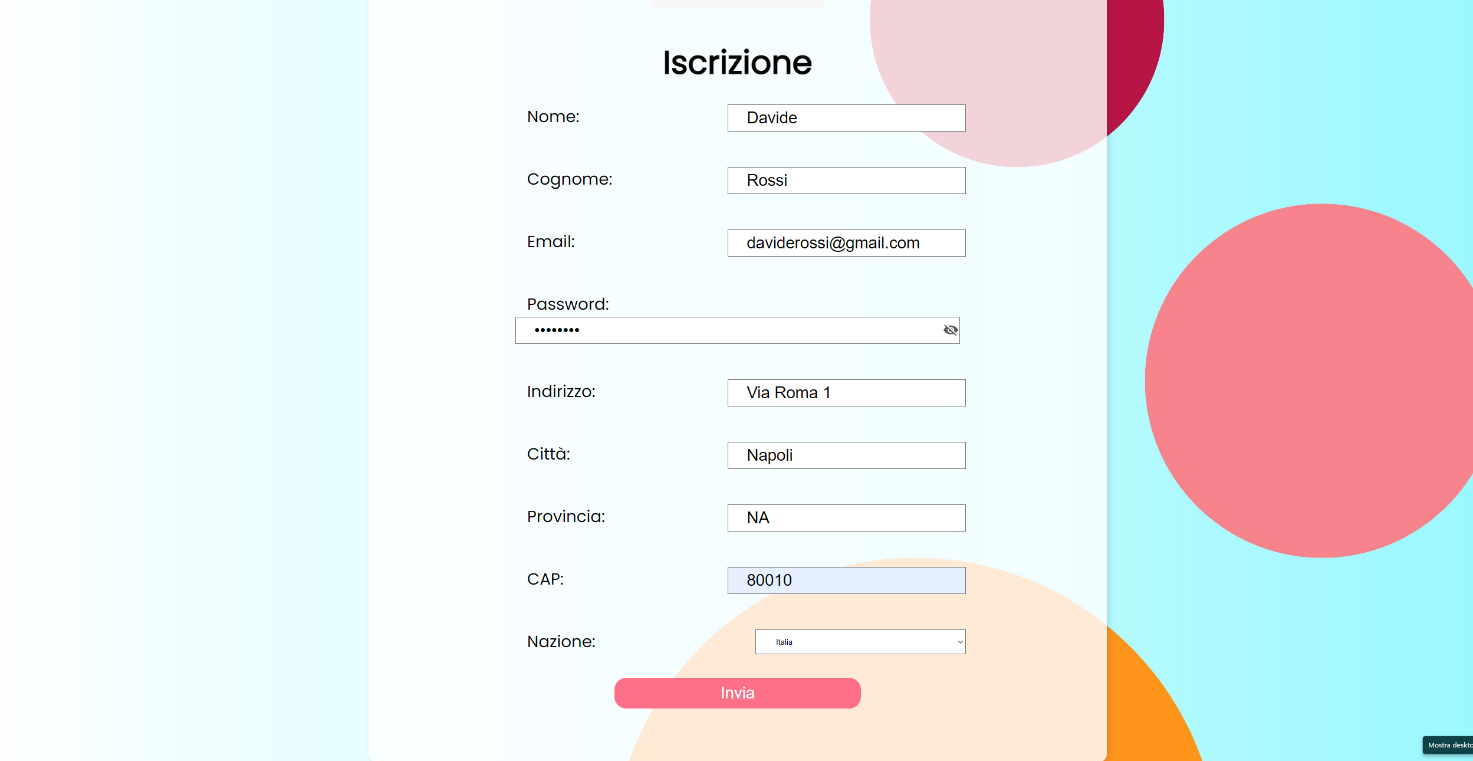 Iscrizione
Nome: Davide
Cognome: Rossi
Email: daviderossi@gmail.com
Password:
••••••••
Indirizzo: Via Roma 1
Città: Napoli
Provincia: NA
CAP: 80010
Nazione: Italia
Invia
Mostra